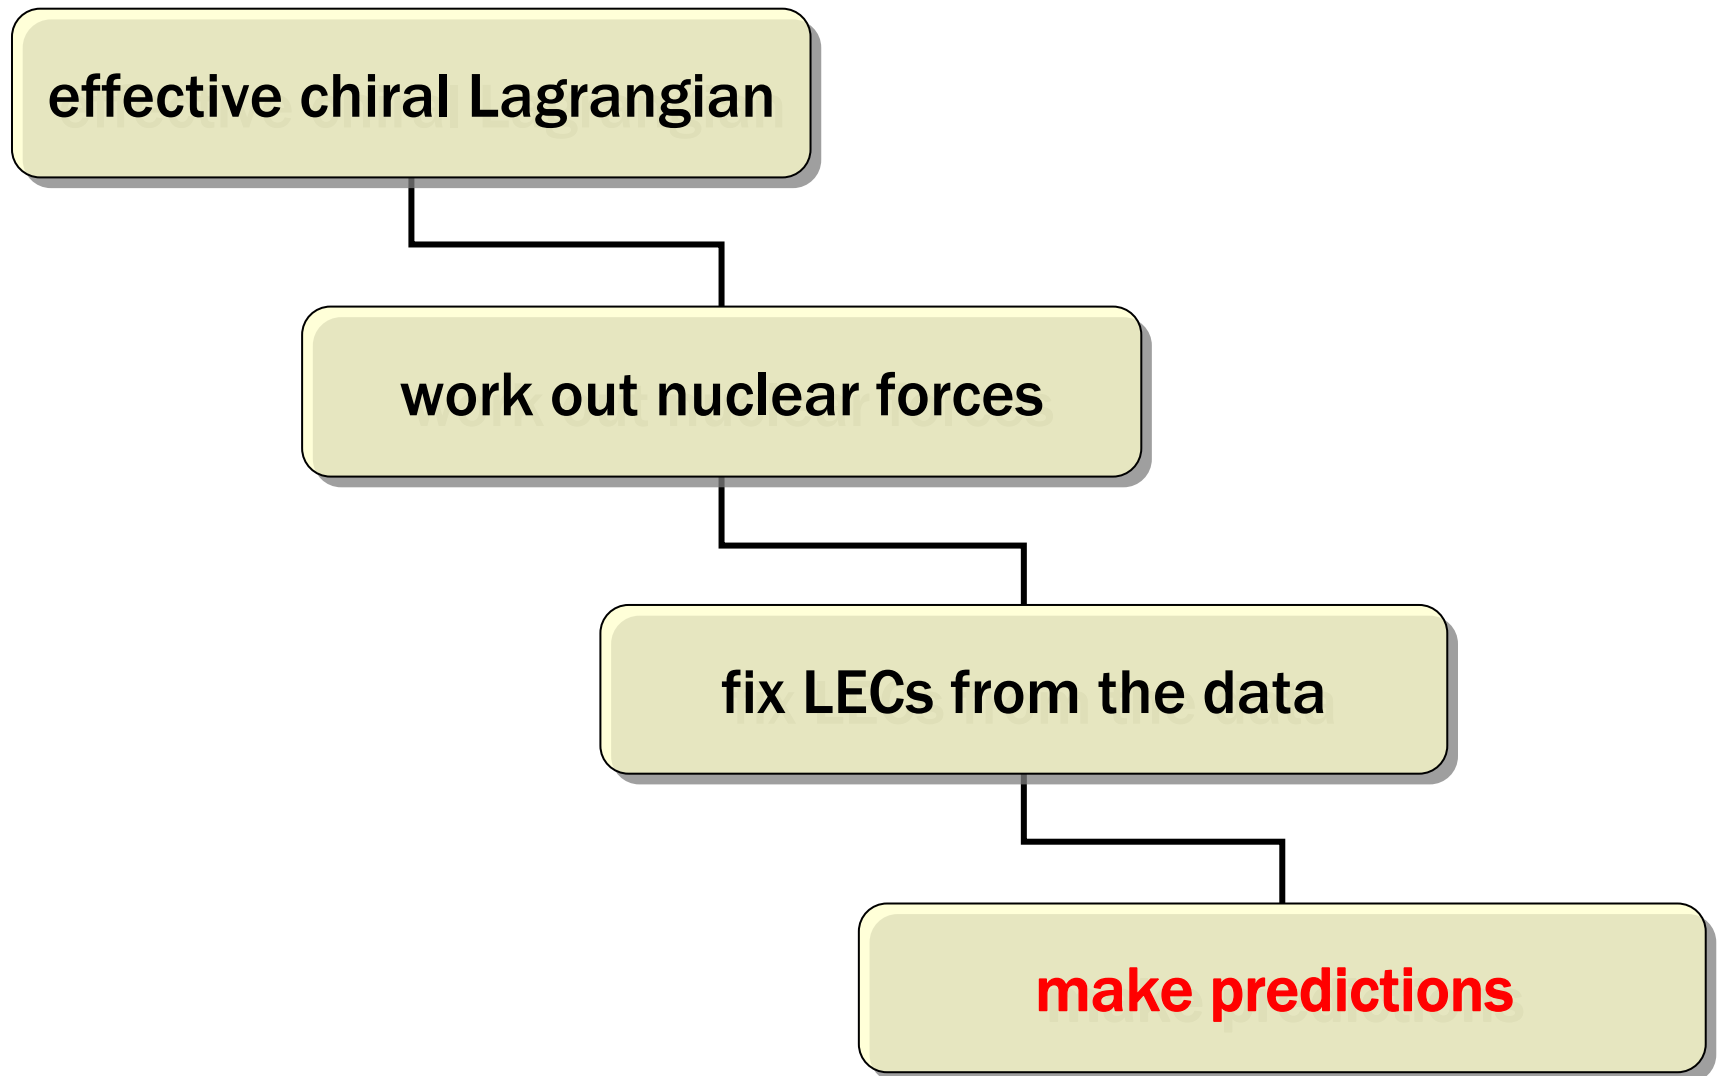 effective chiral Lagrangian
work out nuclear forces
fix LECs from the data
make predictions